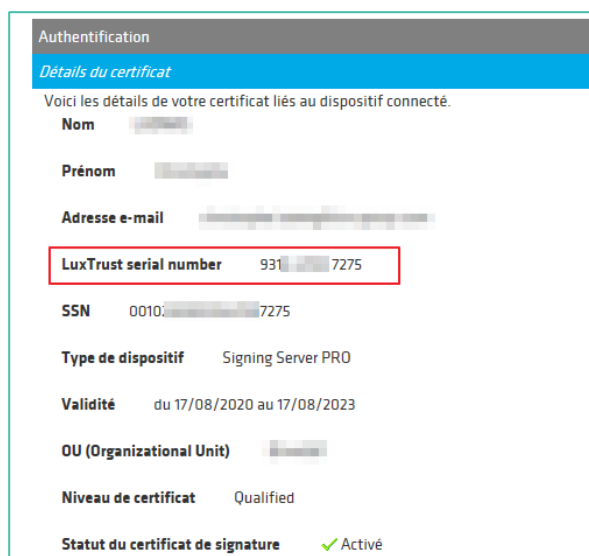 Authentification
Détails du certificat
Voici les détails de votre certificat liés au dispositif connecté.
Nom
Prénom
Adresse e-mail
LuxTrust serial number 931 7275
SSN 0010 7275
Type de dispositif Signing Server PRO
Validité du 17/08/2020 au 17/08/2023
OU (Organizational Unit)
Niveau de certificat Qualified
Statut du certificat de signature Activé